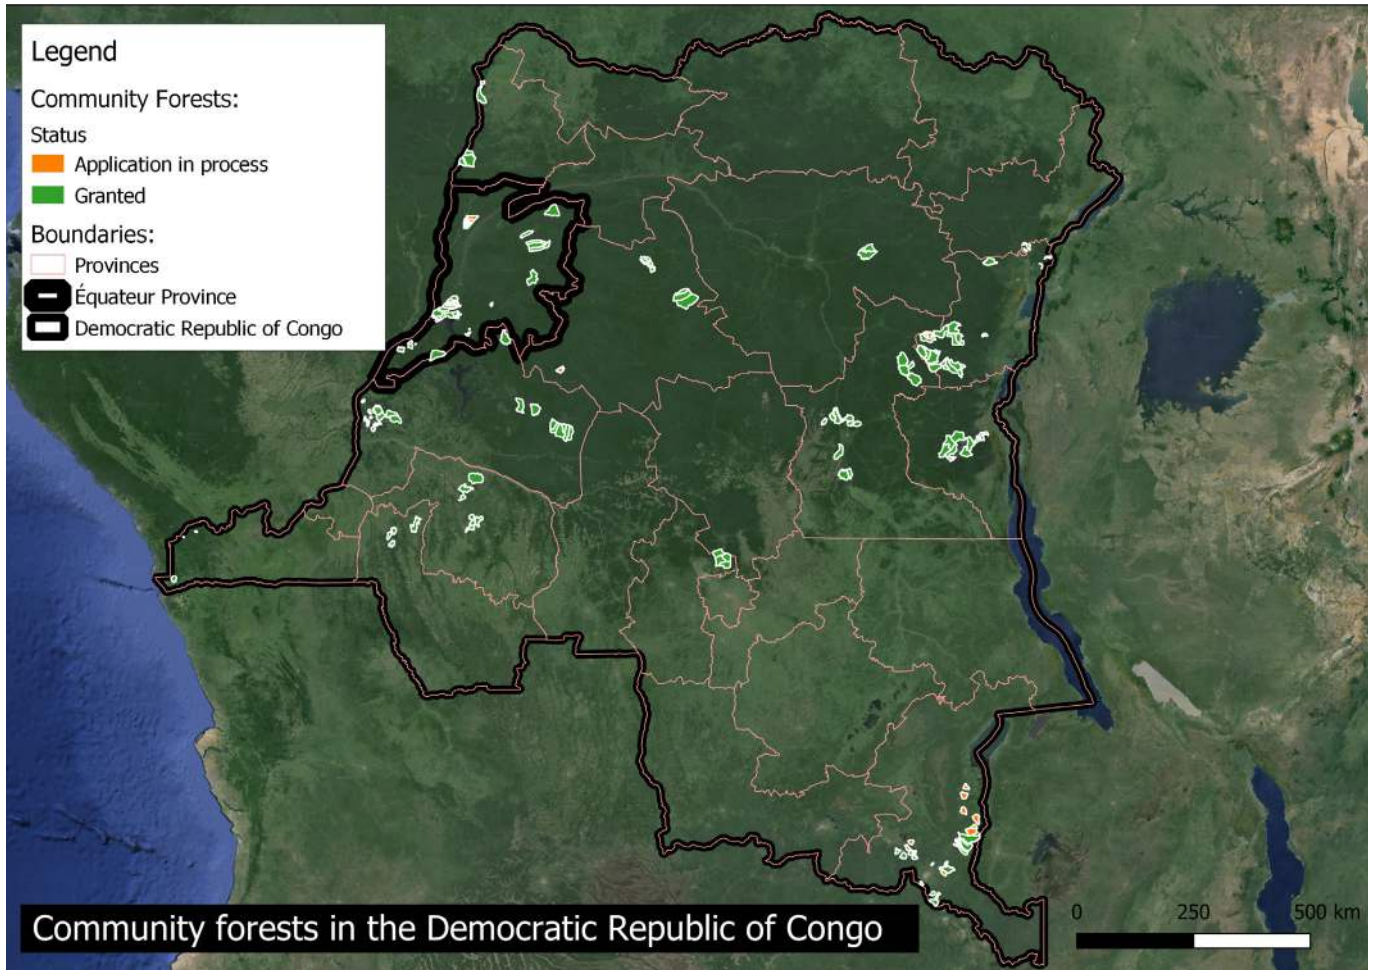 Legend
Community Forests:
Status
Application in process
Granted
Boundaries:
Provinces
Équateur Province
Democratic Republic of Congo
Community forests in the Democratic Republic of Congo
0 250 500 km